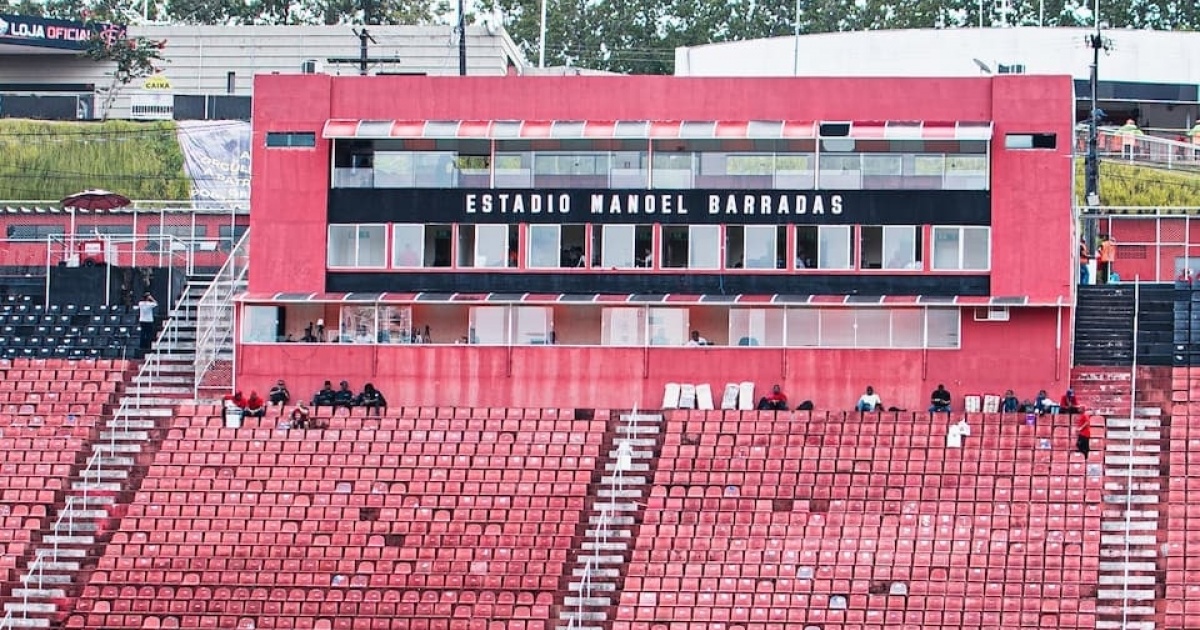 LOJA OFICIAL
CAIXA
ESTADIO MANOEL BARRADAS